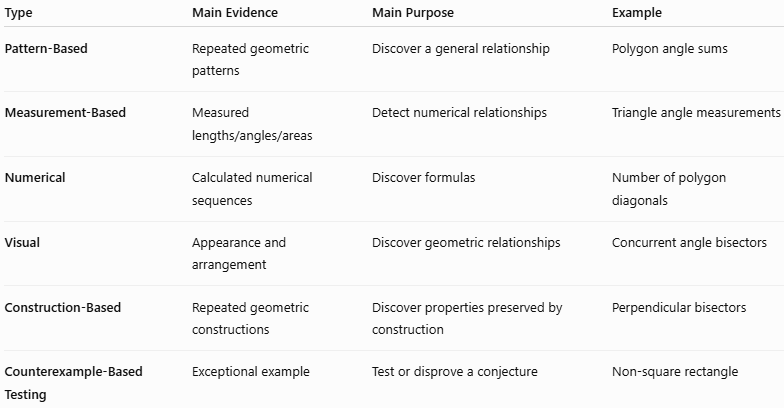 Type Main Evidence Main Purpose Example
Pattern-Based Repeated geometric Discover a general relationship Polygon angle sums
patterns
Measurement-Based Measured Detect numerical relationships Triangle angle measurements
lengths/angles/areas
Numerical Calculated numerical Discover formulas Number of polygon
sequences diagonals
Visual Appearance and Discover geometric relationships Concurrent angle bisectors
arrangement
Construction-Based Repeated geometric Discover properties preserved by Perpendicular bisectors
constructions construction
Counterexample-Based Exceptional example Test or disprove a conjecture Non-square rectangle
Testing